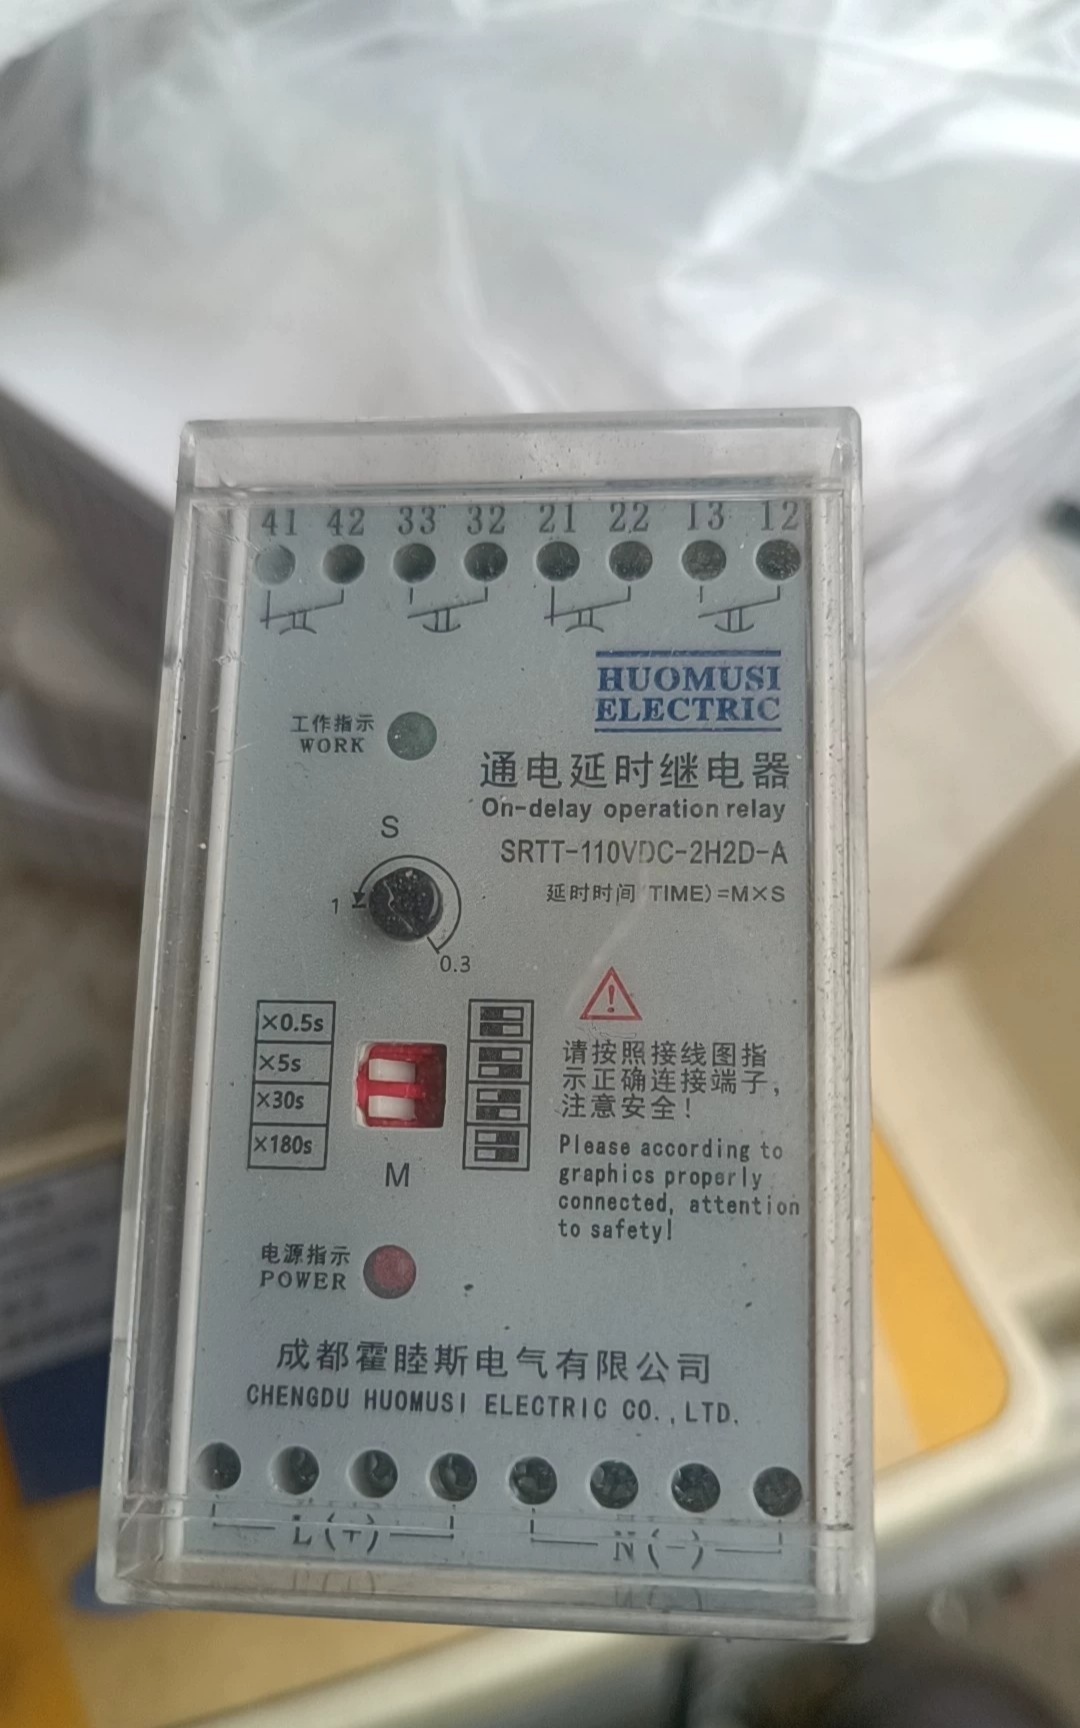 41 42 33 32 21 22 13 12
HUOMUSI
ELECTRIC
工作指示
WORK
通电延时继电器
On-delay operation relay
SRTT-110VDC-2H2D-A
延时时间 TIME)=M×S
S
1
0.3
×0.5s
×5s
×30s
×180s
M
请按照接线图指
示正确连接端子，
注意安全！
Please according to
graphics properly
connected, attention
to safety!
电源指示
POWER
成都霍睦斯电气有限公司
CHENGDU HUOMUSI ELECTRIC CO.,LTD.
L(+) N(-)